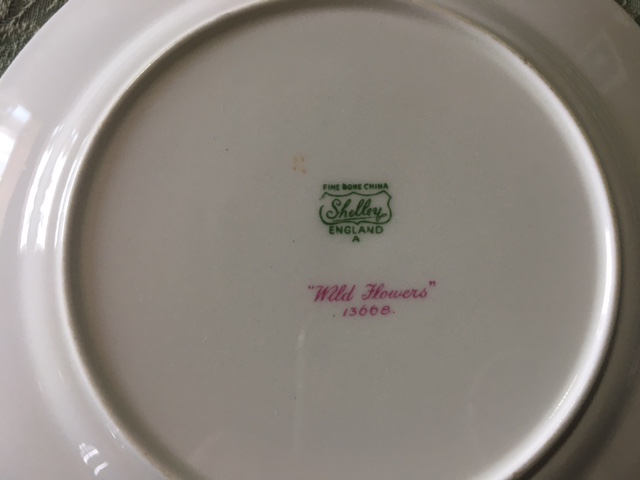 FINE BONE CHINA
Shelley
ENGLAND
A
"Wild Flowers"
13668.